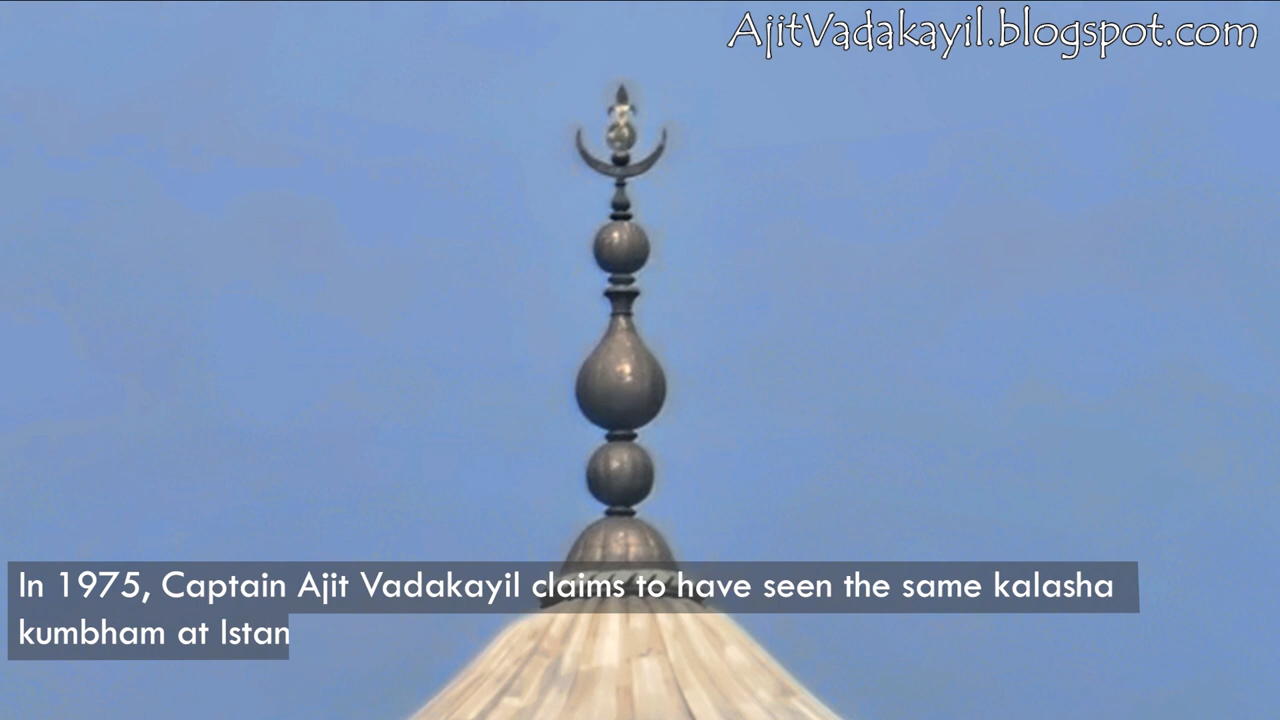 AjitVadakayil.blogspot.com
In 1975, Captain Ajit Vadakayil claims to have seen the same kalasha
kumbham at Istan